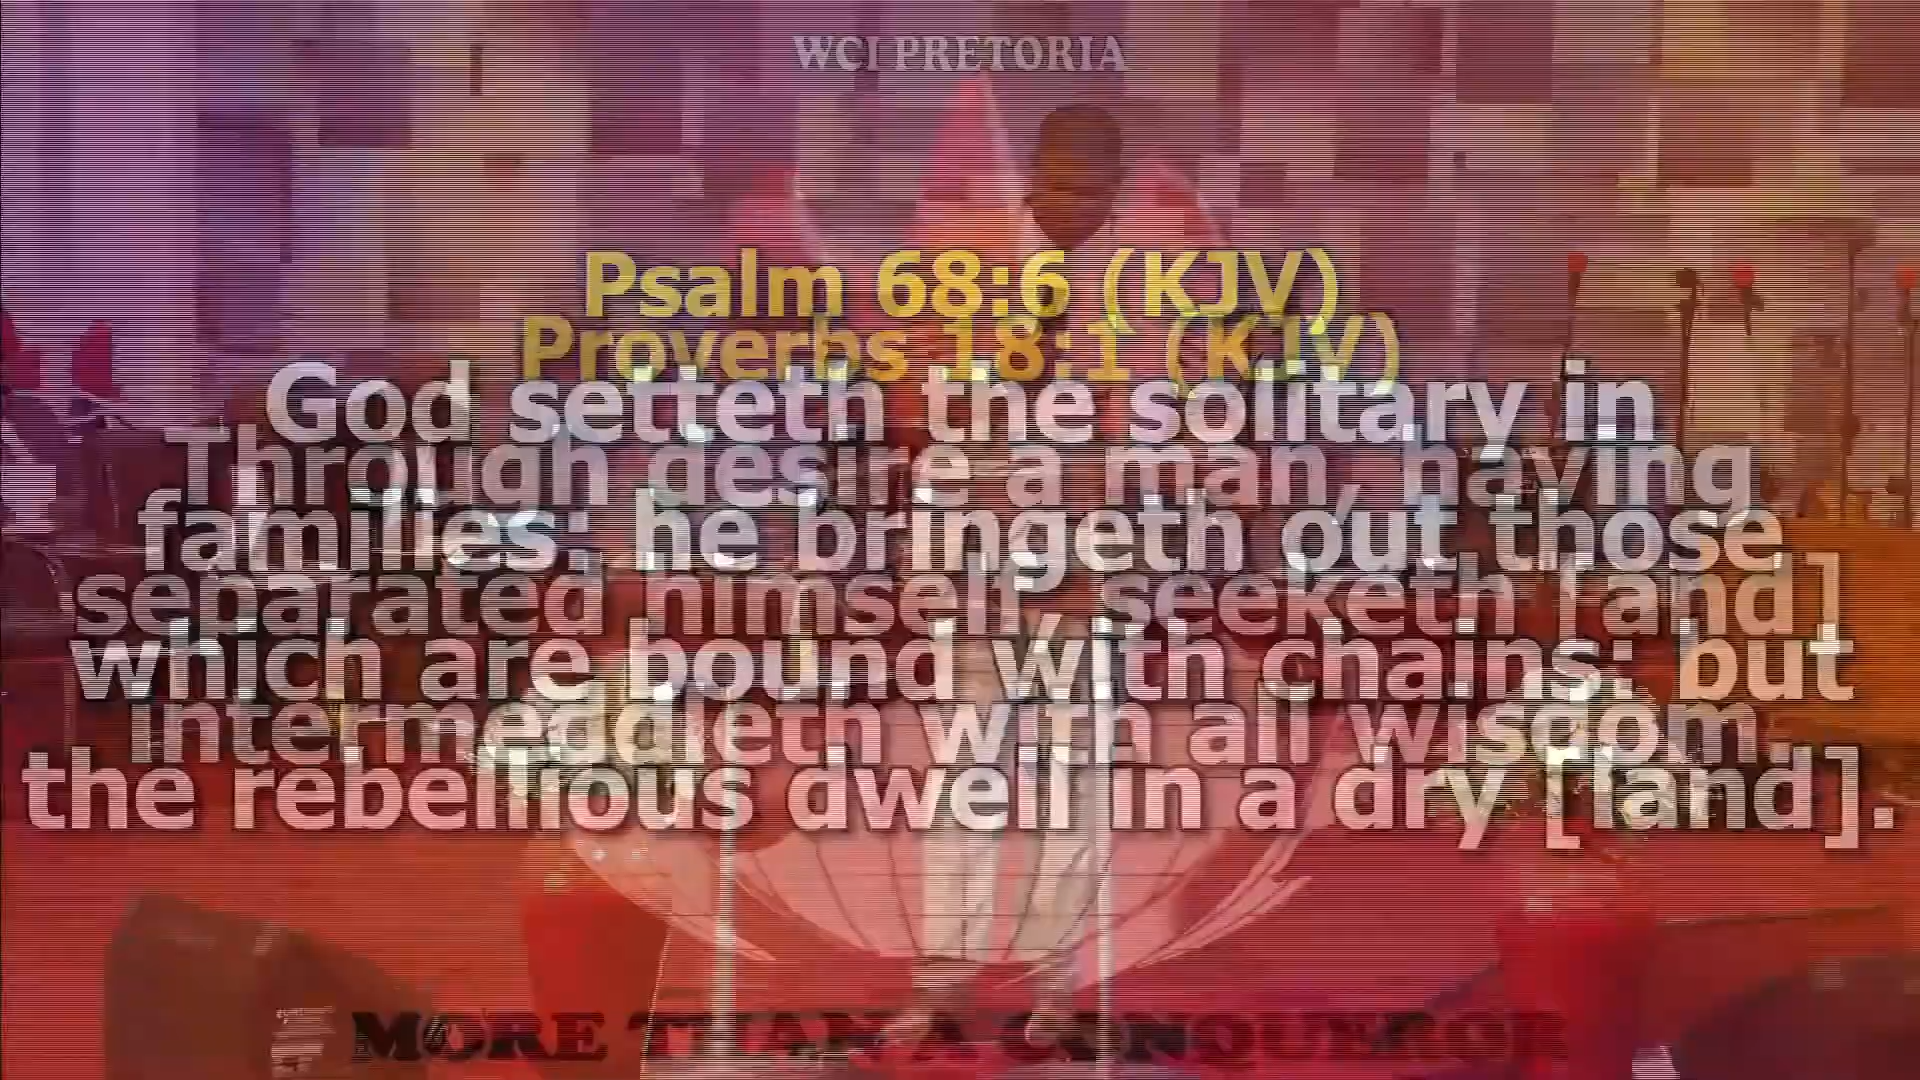 WCI PRETORIA
Psalm 68:6 (KJV)
God setteth the solitary in
families: he bringeth out those
which are bound with chains: but
the rebellious dwell in a dry [land].
Proverbs 18:1 (KJV)
Through desire a man, having
separated himself, seeketh [and]
intermeddleth with all wisdom.
MORE THAN A CONQUEROR